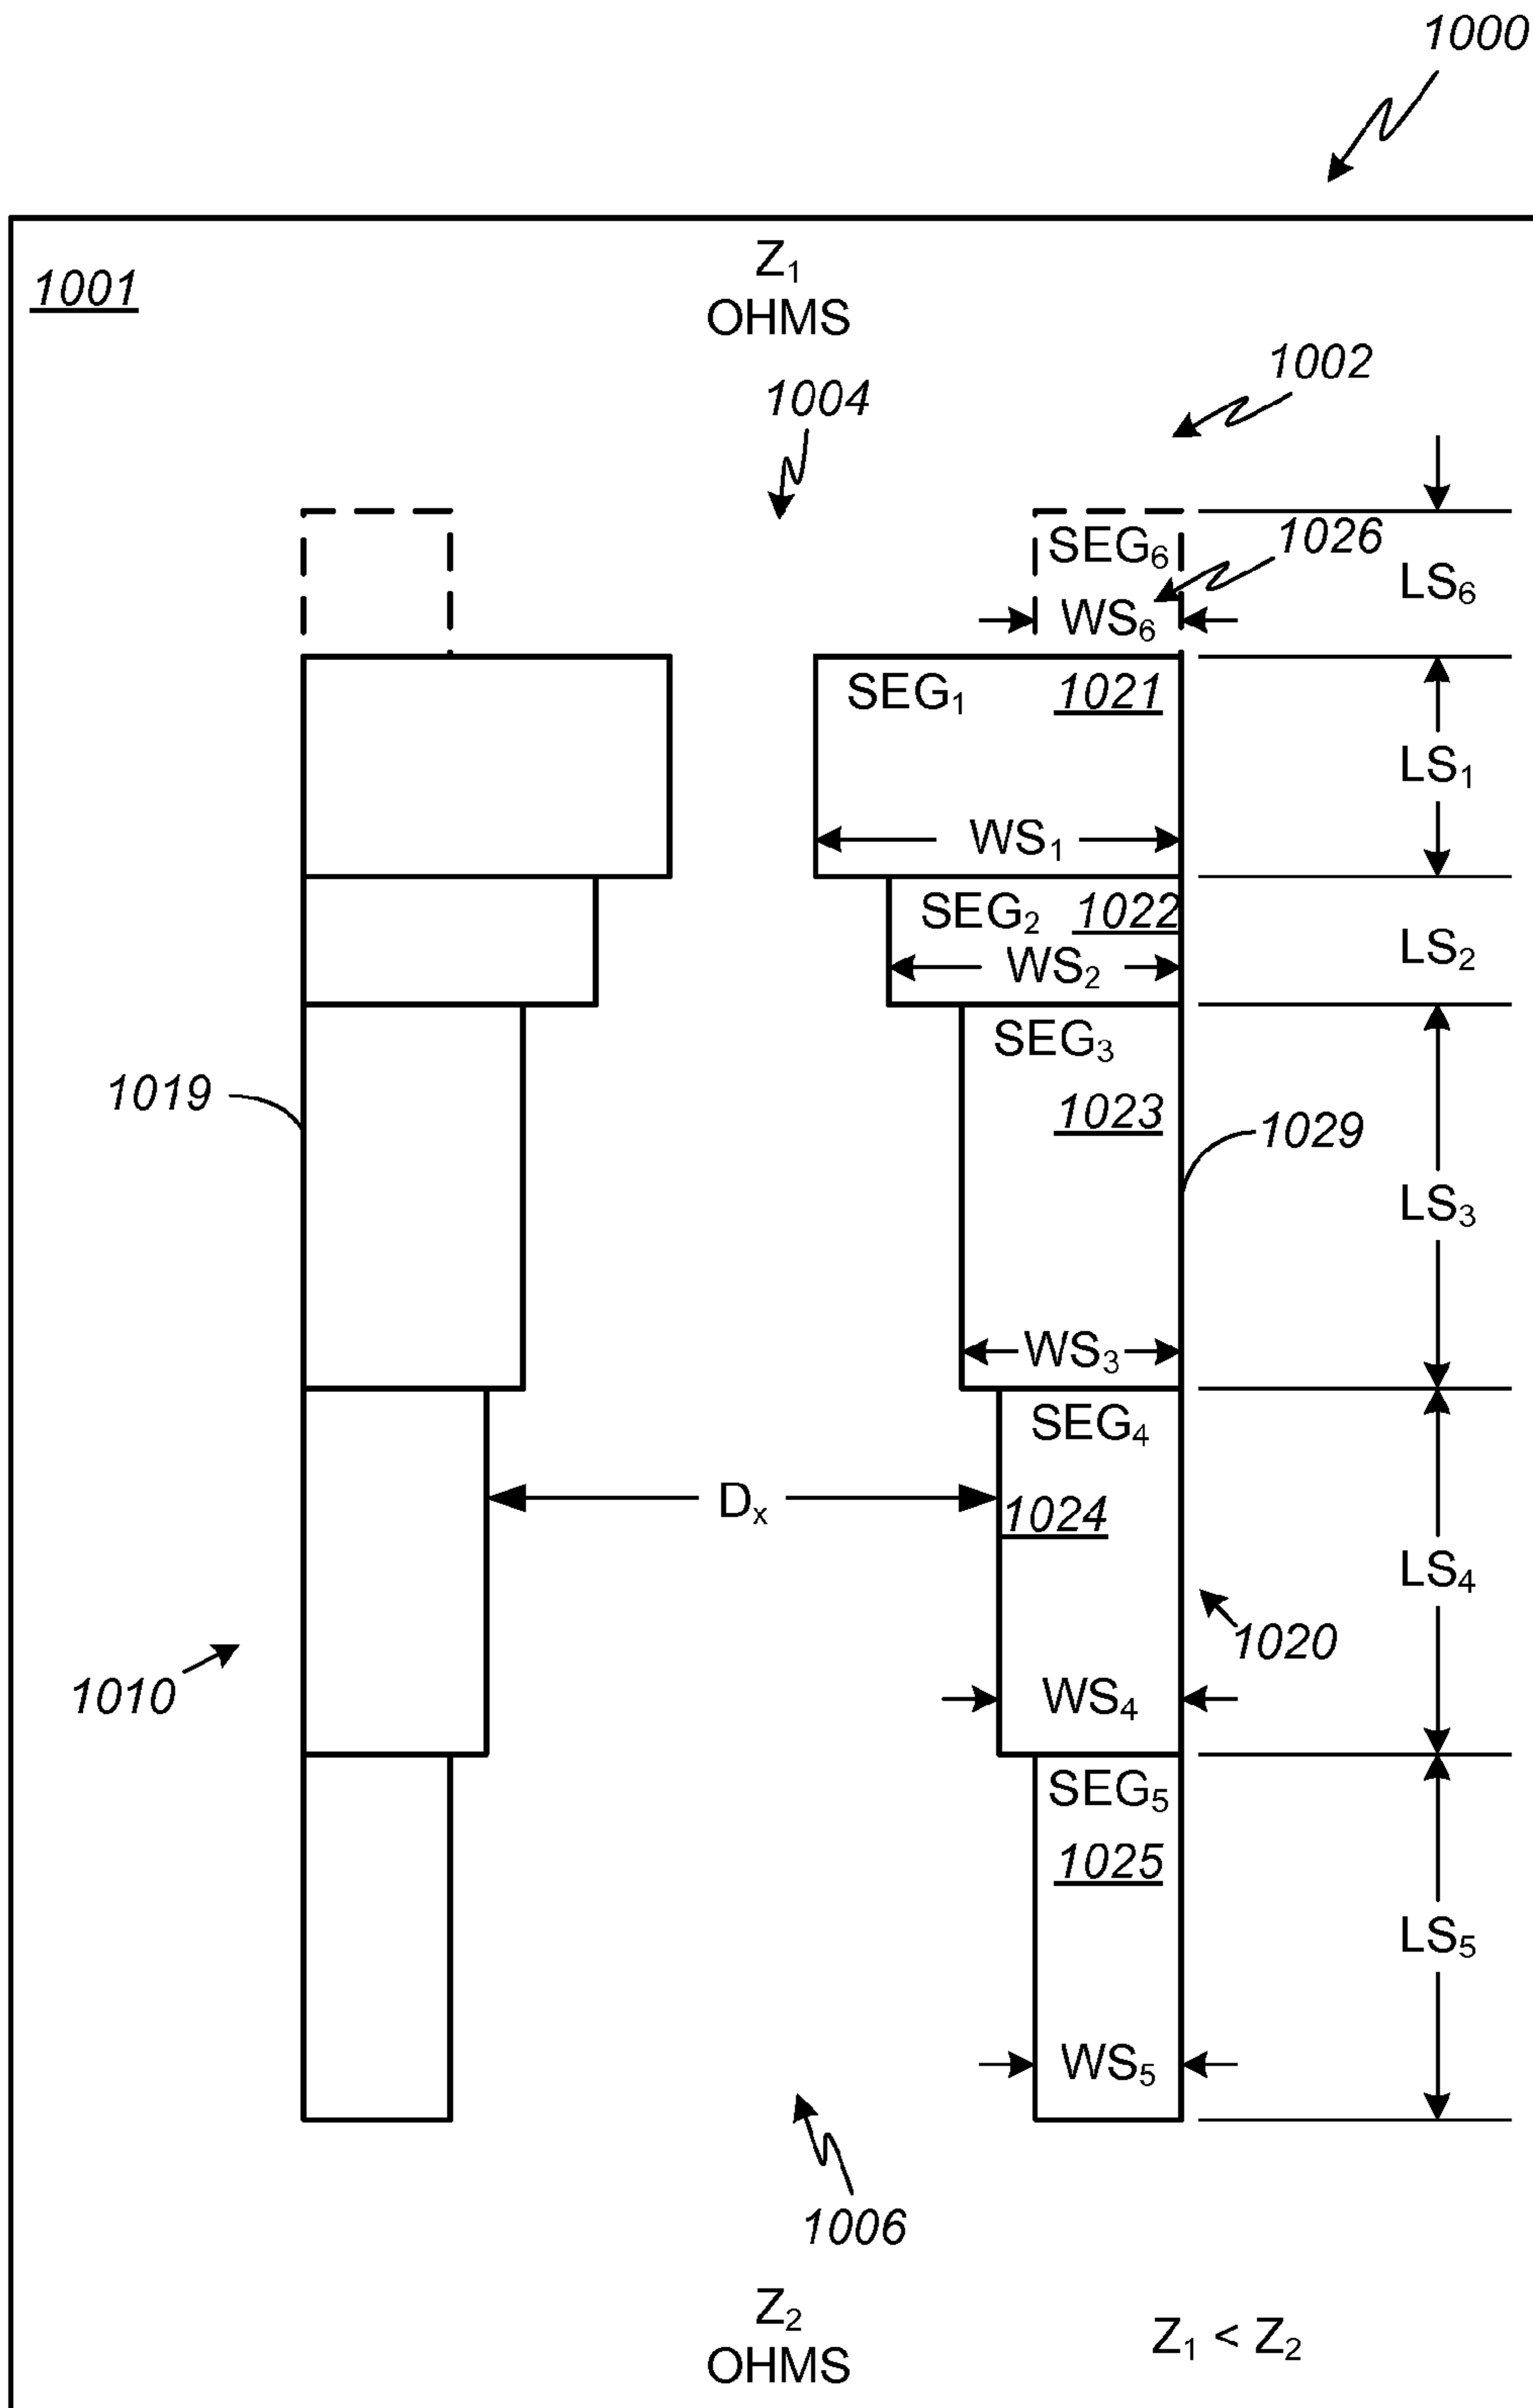 1000
1001
Z₁
OHMS
1002
1004
SEG₆
1026
WS₆
LS₆
SEG₁
1021
WS₁
LS₁
SEG₂
1022
WS₂
LS₂
SEG₃
1019
1023
1029
LS₃
WS₃
SEG₄
Dₓ
1024
LS₄
1020
1010
WS₄
SEG₅
1025
LS₅
WS₅
1006
Z₂
OHMS
Z₁ < Z₂